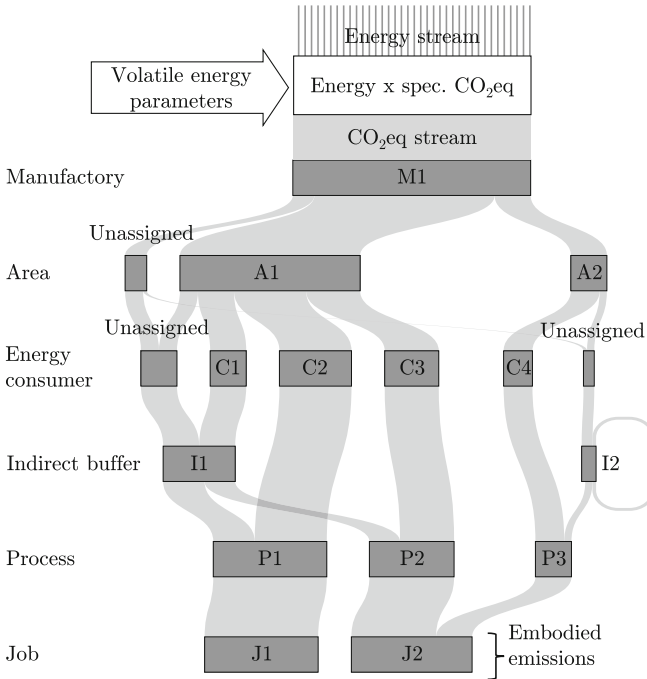 Energy stream
Volatile energy
parameters
Energy x spec. CO₂eq
CO₂eq stream
Manufactory
M1
Unassigned
Area
A1
A2
Unassigned
Unassigned
Energy
consumer
C1
C2
C3
C4
Indirect buffer
I1
I2
Process
P1
P2
P3
Job
J1
J2
Embodied
emissions